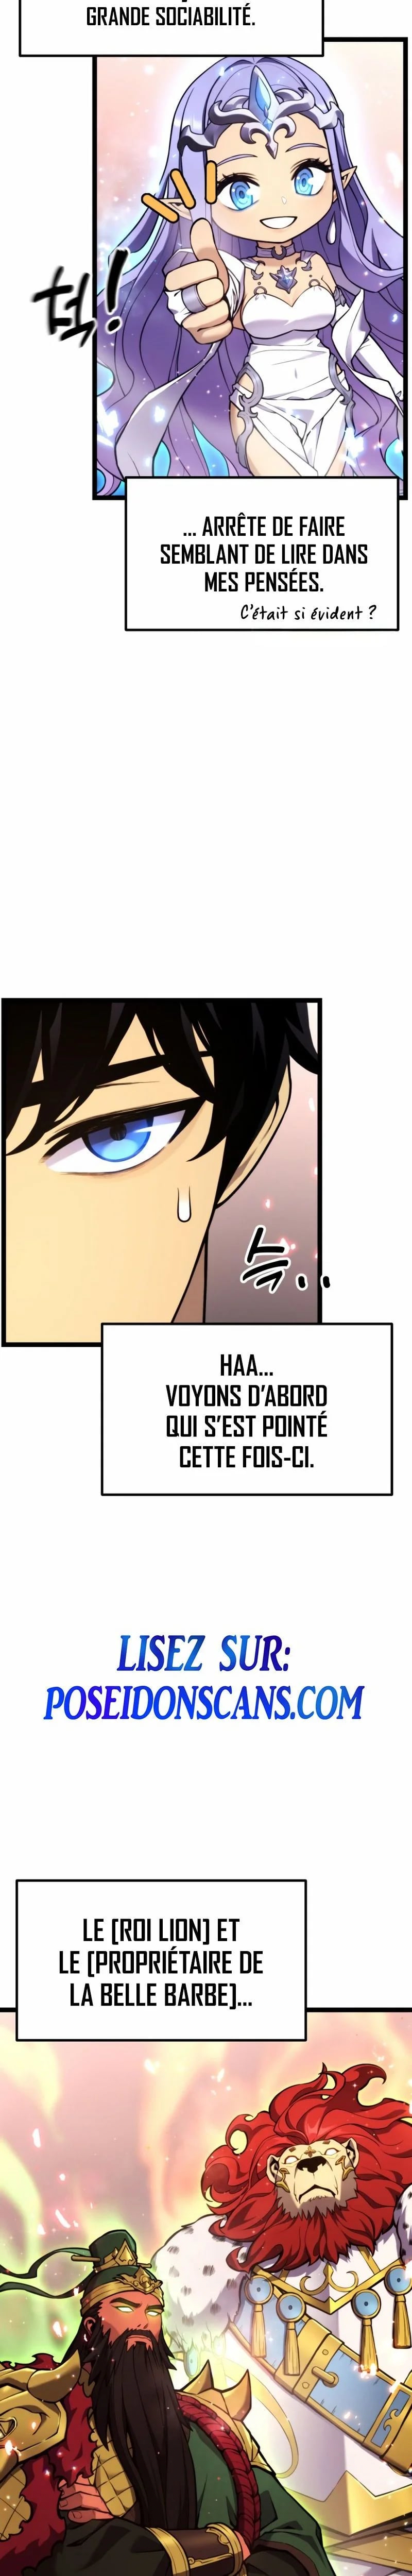 GRANDE SOCIABILITÉ.
척!
... ARRÊTE DE FAIRE
SEMBLANT DE LIRE DANS
MES PENSÉES.
C'était si évident ?
슥..
HAA...
VOYONS D'ABORD
QUI S'EST POINTÉ
CETTE FOIS-CI.
LISEZ SUR:
POSEIDONSCANS.COM
LE [ROI LION] ET
LE [PROPRIÉTAIRE DE
LA BELLE BARBE]...